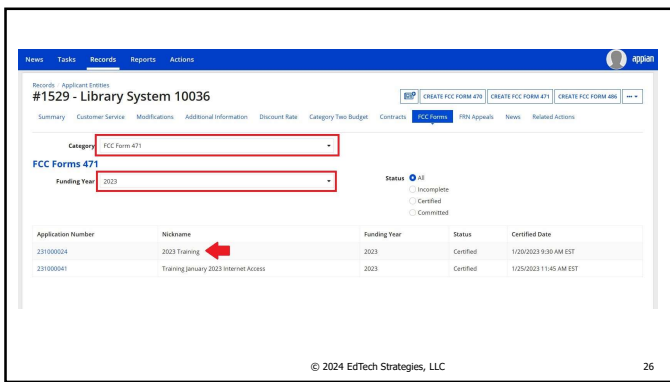 News Tasks Records Reports Actions appian
Records / Applicant Entities
#1529 - Library System 10036
CREATE FCC FORM 470 CREATE FCC FORM 471 CREATE FCC FORM 486
Summary Customer Service Modifications Additional Information Discount Rate Category Two Budget Contracts FCC Forms FRN Appeals News Related Actions
Category FCC Form 471
FCC Forms 471
Funding Year 2023
Status All
Incomplete
Certified
Committed
Application Number Nickname Funding Year Status Certified Date
231000024 2023 Training 2023 Certified 1/20/2023 9:30 AM EST
231000041 Training January 2023 Internet Access 2023 Certified 1/25/2023 11:45 AM EST
© 2024 EdTech Strategies, LLC 26